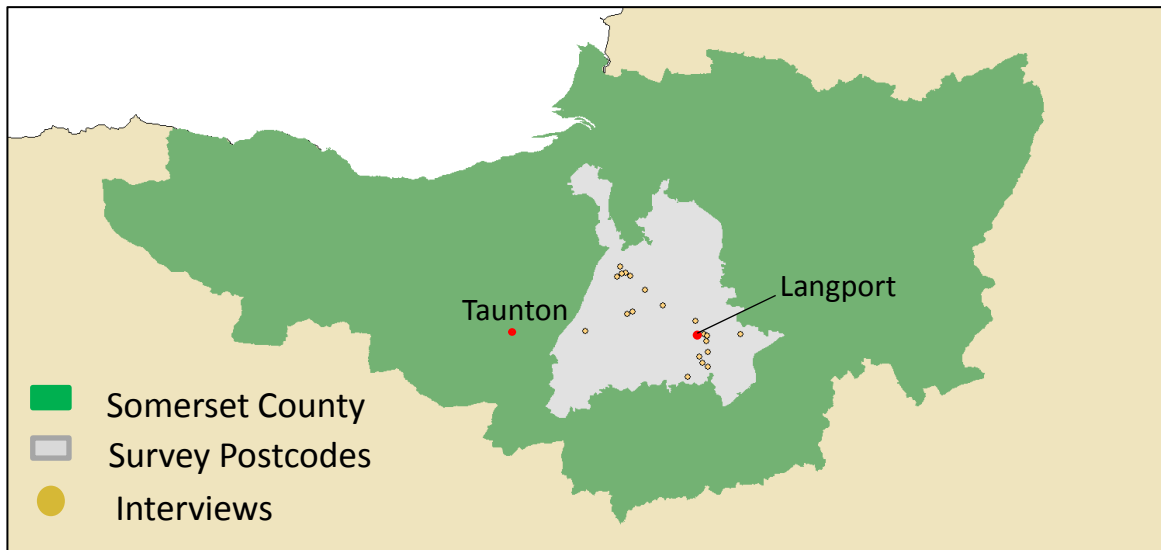 Langport
Taunton
Somerset County
Survey Postcodes
Interviews